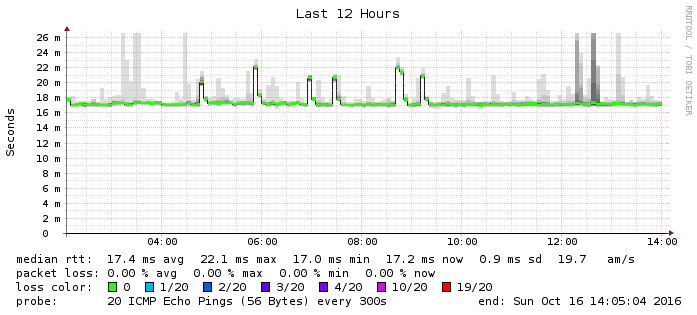 Last 12 Hours
RRDTOOL / TOBI OETIKER
Seconds
26 m
24 m
22 m
20 m
18 m
16 m
14 m
12 m
10 m
8 m
6 m
4 m
2 m
0
04:00 06:00 08:00 10:00 12:00 14:00
median rtt: 17.4 ms avg 22.1 ms max 17.0 ms min 17.2 ms now 0.9 ms sd 19.7 am/s
packet loss: 0.00 % avg 0.00 % max 0.00 % min 0.00 % now
loss color: 0 1/20 2/20 3/20 4/20 10/20 19/20
probe: 20 ICMP Echo Pings (56 Bytes) every 300s end: Sun Oct 16 14:05:04 2016